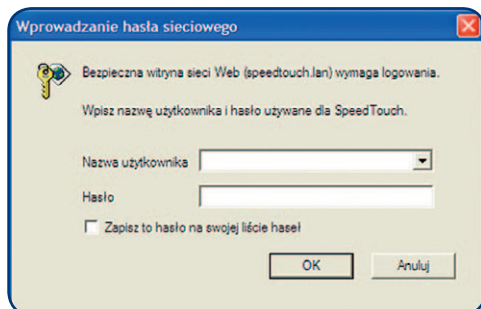 Wprowadzanie hasła sieciowego
Bezpieczna witryna sieci Web (speedtouch.lan) wymaga logowania.
Wpisz nazwę użytkownika i hasło używane dla SpeedTouch.
Nazwa użytkownika
Hasło
Zapisz to hasło na swojej liście haseł
OK
Anuluj